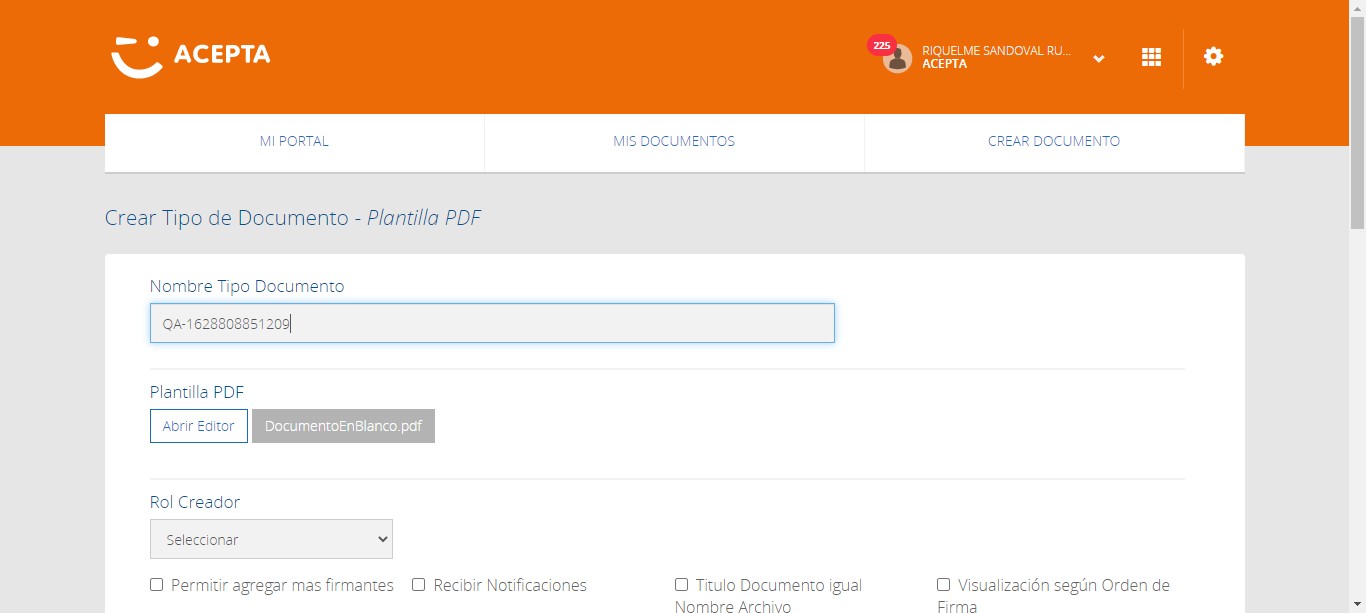 ACEPTA
225
RIQUELME SANDOVAL RU...
ACEPTA
MI PORTAL
MIS DOCUMENTOS
CREAR DOCUMENTO
Crear Tipo de Documento - Plantilla PDF
Nombre Tipo Documento
QA-1628808851209
Plantilla PDF
Abrir Editor
DocumentoEnBlanco.pdf
Rol Creador
Seleccionar
Permitir agregar mas firmantes
Recibir Notificaciones
Titulo Documento igual
Nombre Archivo
Visualización según Orden de
Firma